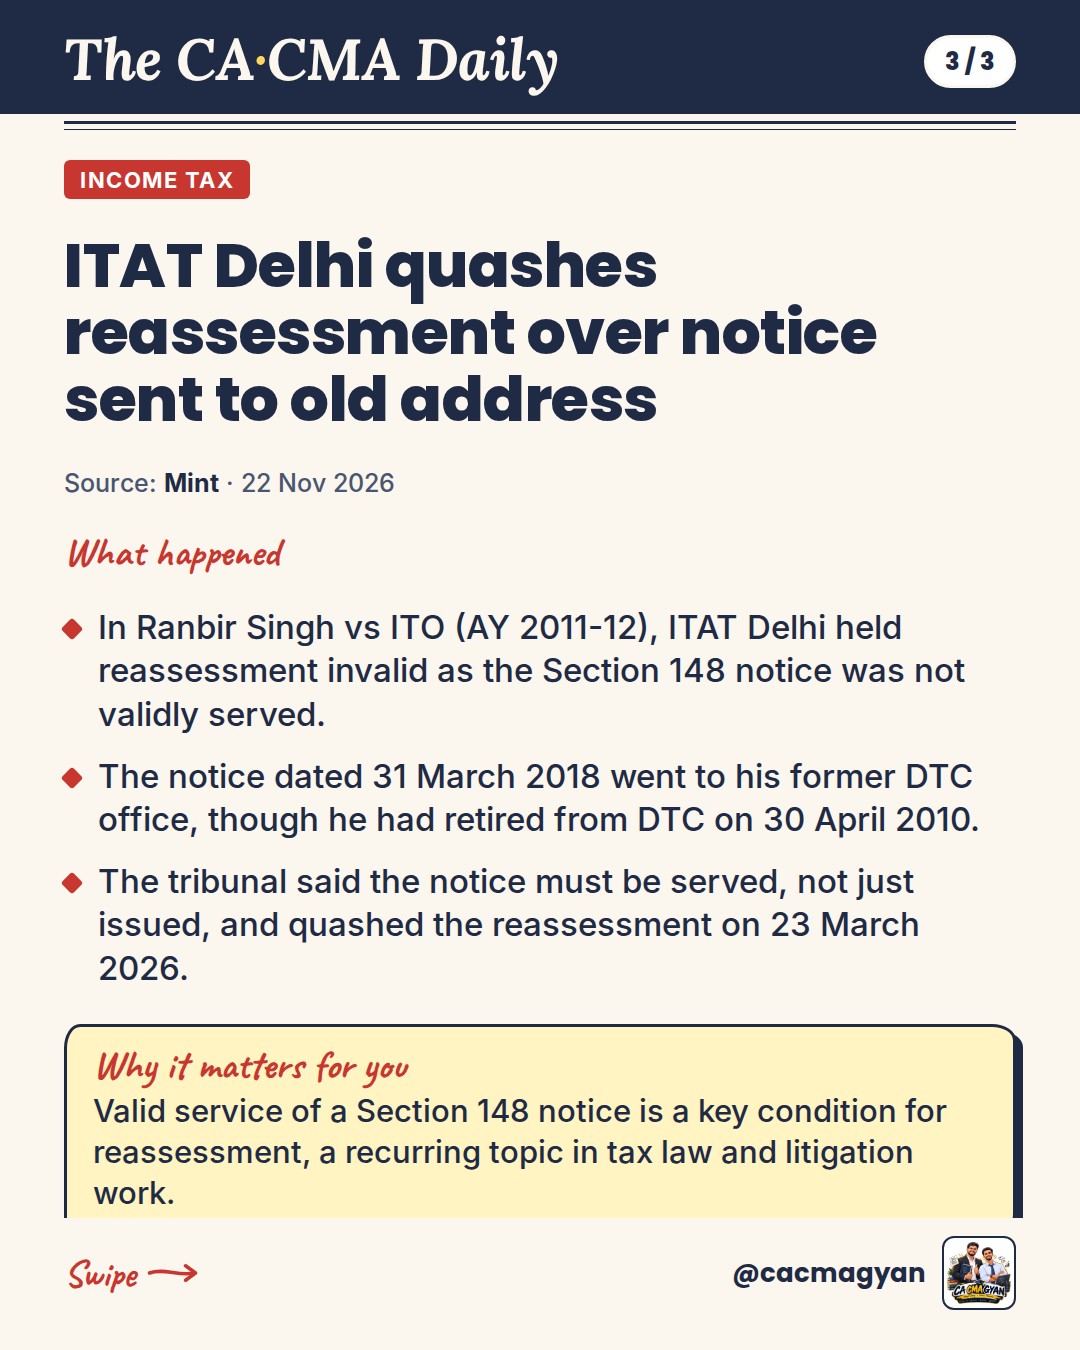 The CA·CMA Daily
3/3
INCOME TAX
ITAT Delhi quashes
reassessment over notice
sent to old address
Source: Mint · 22 Nov 2026
What happened
In Ranbir Singh vs ITO (AY 2011-12), ITAT Delhi held
reassessment invalid as the Section 148 notice was not
validly served.
The notice dated 31 March 2018 went to his former DTC
office, though he had retired from DTC on 30 April 2010.
The tribunal said the notice must be served, not just
issued, and quashed the reassessment on 23 March
2026.
Why it matters for you
Valid service of a Section 148 notice is a key condition for
reassessment, a recurring topic in tax law and litigation
work.
Swipe
@cacmagyan
CA CMA GYAN